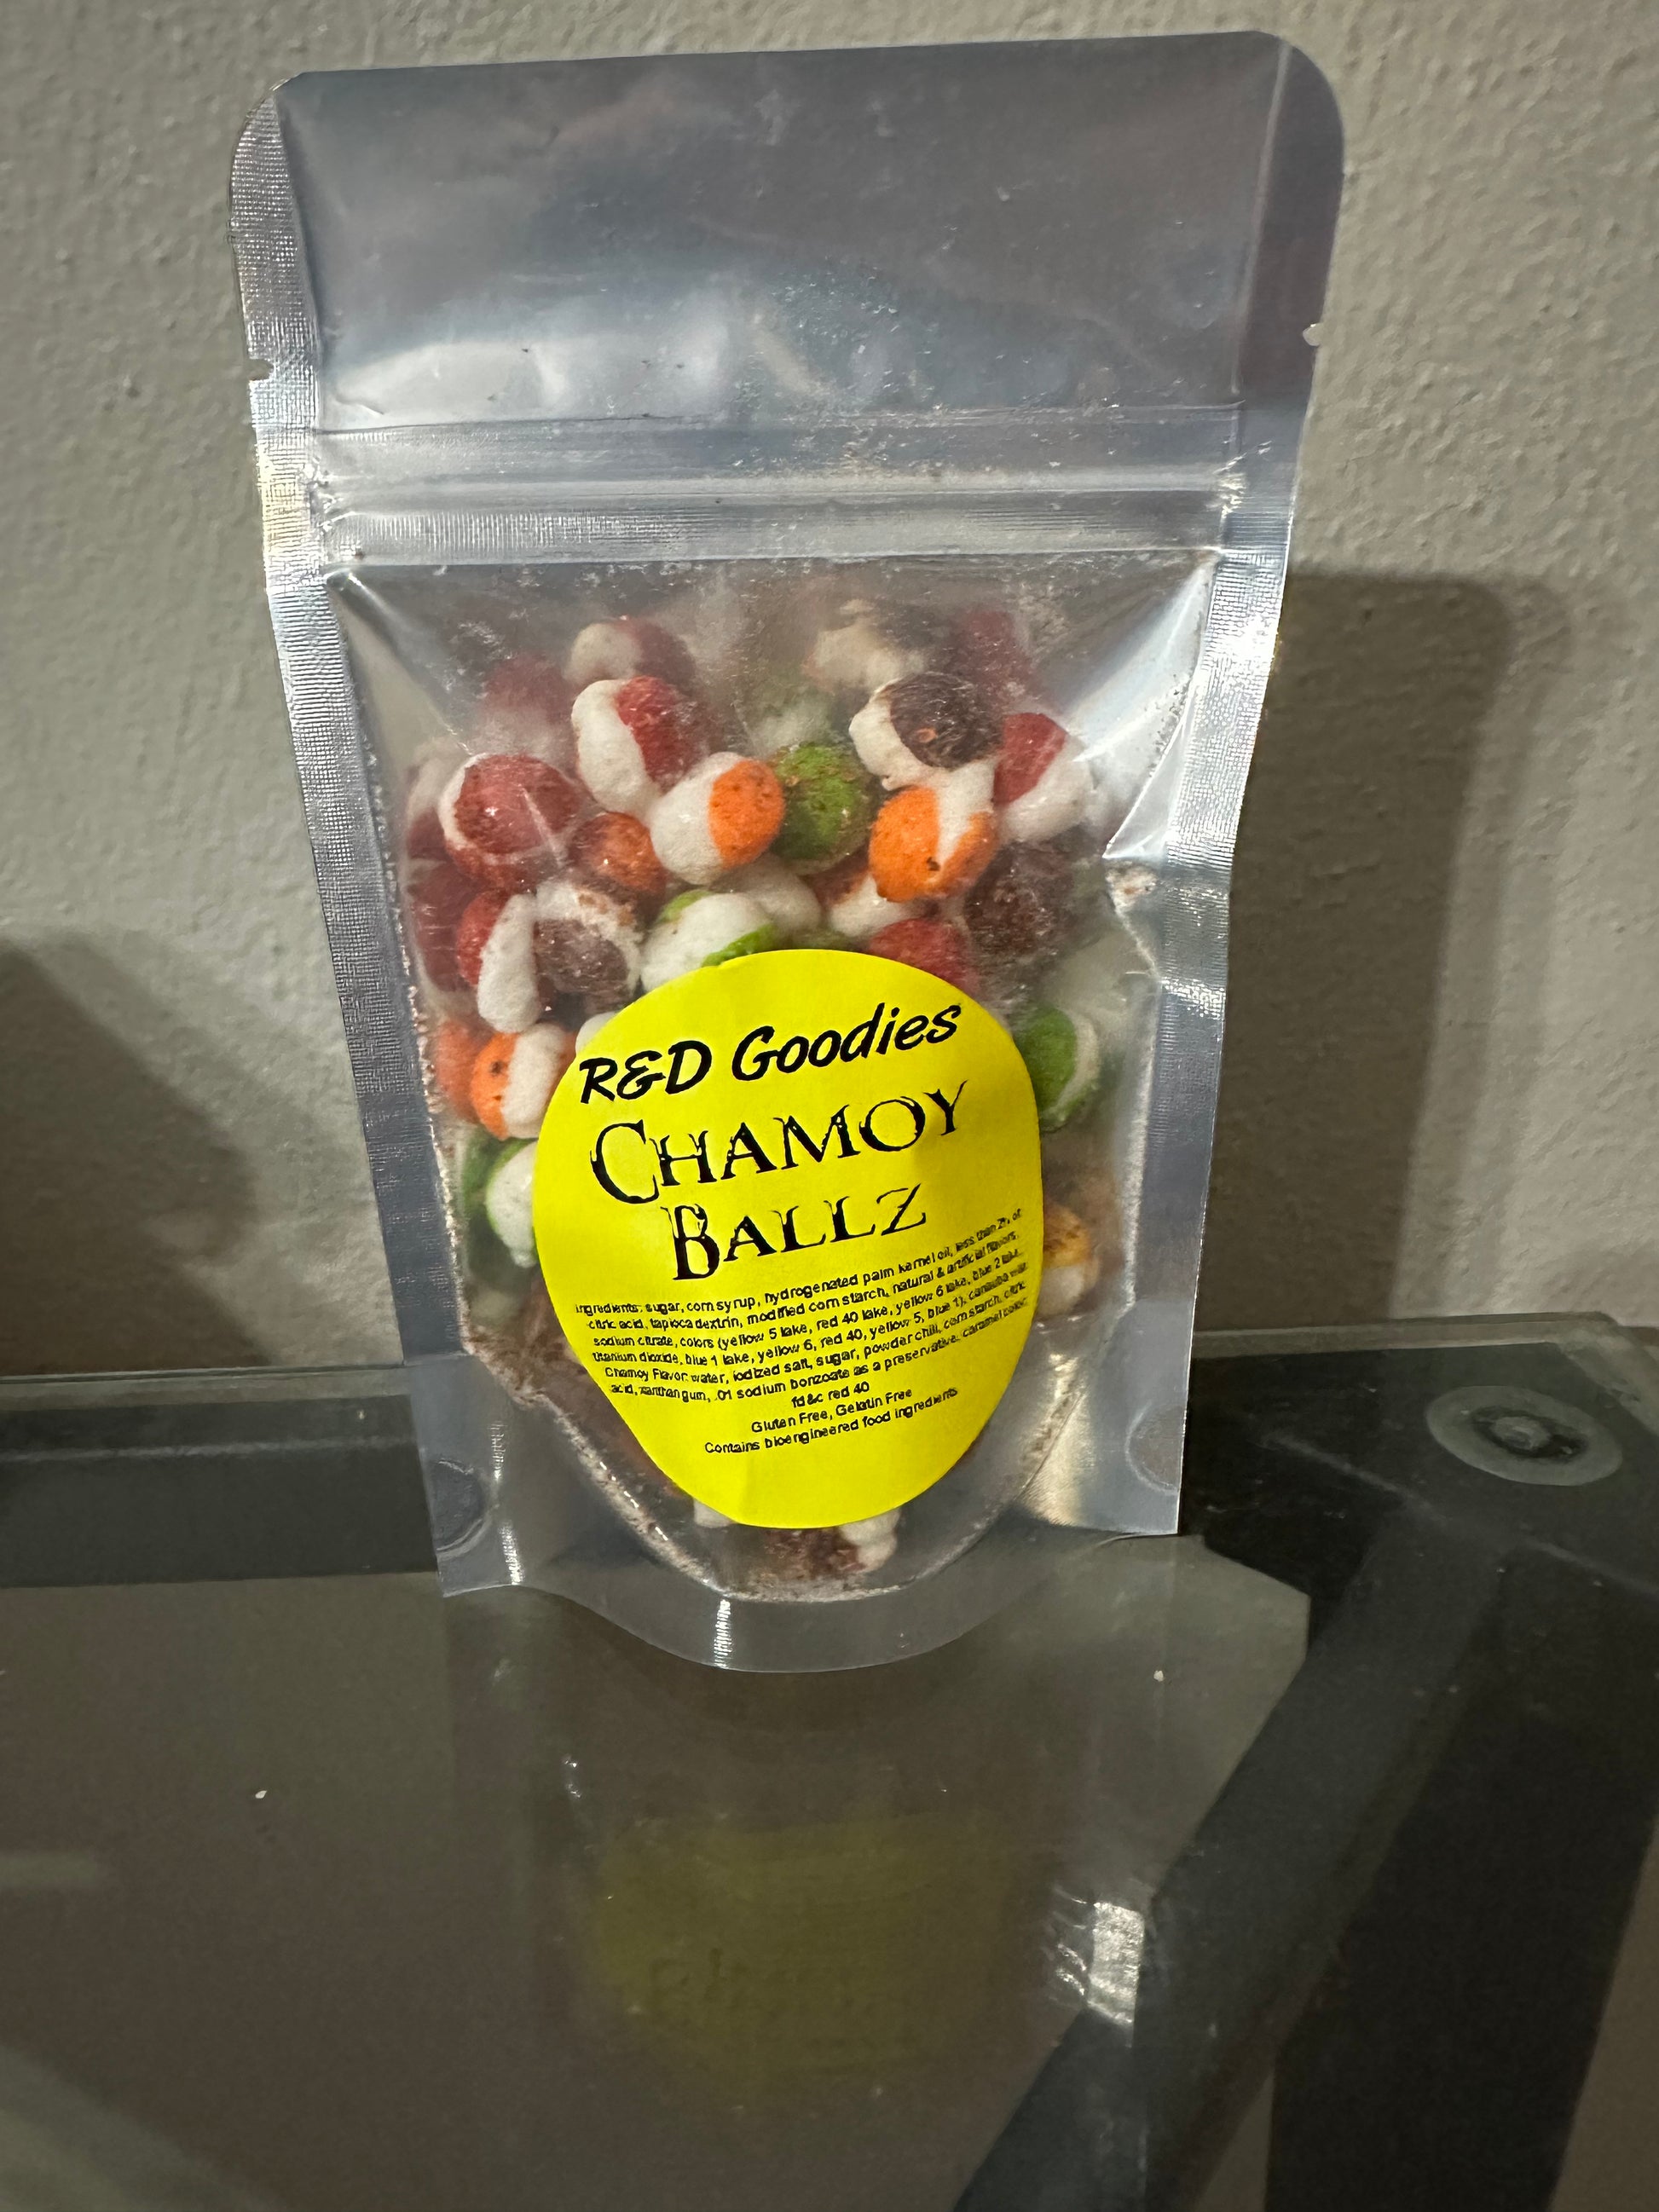 R&D Goodies
CHAMOY
BALLZ
Ingredients: sugar, corn syrup, hydrogenated palm kernel oil, less than 2% of
citric acid, tapioca dextrin, modified corn starch, natural & artificial flavors,
sodium citrate, colors (yellow 5 lake, red 40 lake, yellow 6 lake, blue 2 lake,
titanium dioxide, blue 1 lake, yellow 6, red 40, yellow 5, blue 1), carnauba wax
Chamoy Flavor: water, iodized salt, sugar, powder chili, corn starch, citric
acid, xanthan gum, .01 sodium bonzoate as a preservative, caramel color,
fd&c red 40
Gluten Free, Gelatin Free
Contains bioengineered food ingredients